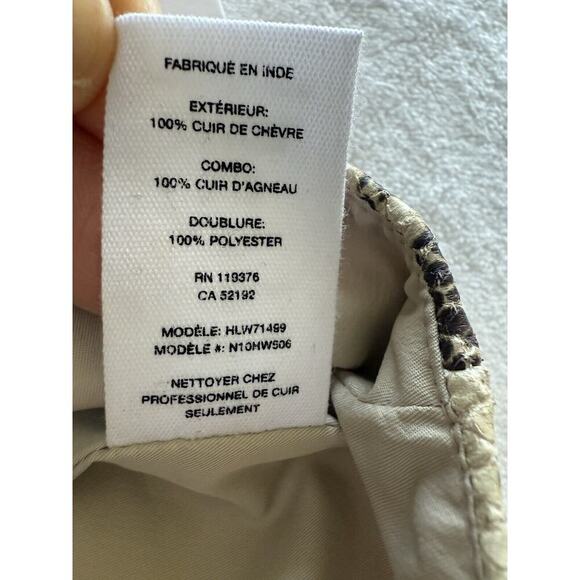 FABRIQUÉ EN INDE
EXTÉRIEUR:
100% CUIR DE CHÈVRE
COMBO:
100% CUIR D'AGNEAU
DOUBLURE:
100% POLYESTER
RN 119376
CA 52192
MODÈLE: HLW71499
MODÈLE #: N10HWS06
NETTOYER CHEZ
PROFESSIONNEL DE CUIR
SEULEMENT